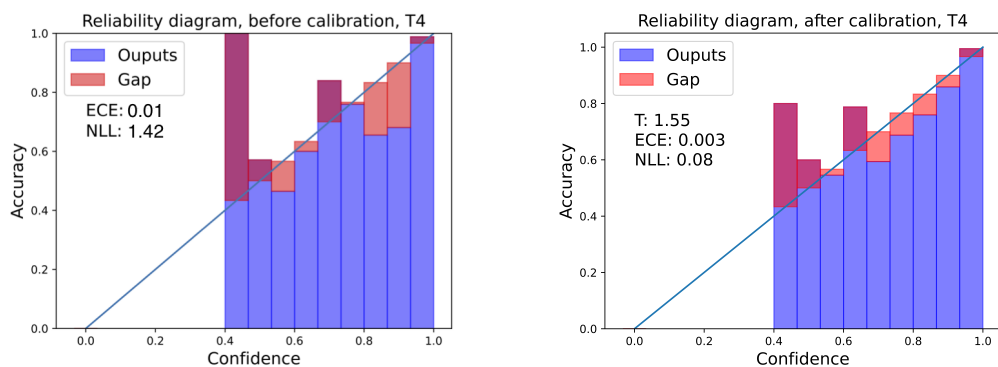 Reliability diagram, before calibration, T4
1.0
0.8
0.6
0.4
0.2
0.0
Accuracy
Ouputs
Gap
ECE: 0.01
NLL: 1.42
0.0 0.2 0.4 0.6 0.8 1.0
Confidence
Reliability diagram, after calibration, T4
1.0
0.8
0.6
0.4
0.2
0.0
Accuracy
Ouputs
Gap
T: 1.55
ECE: 0.003
NLL: 0.08
0.0 0.2 0.4 0.6 0.8 1.0
Confidence